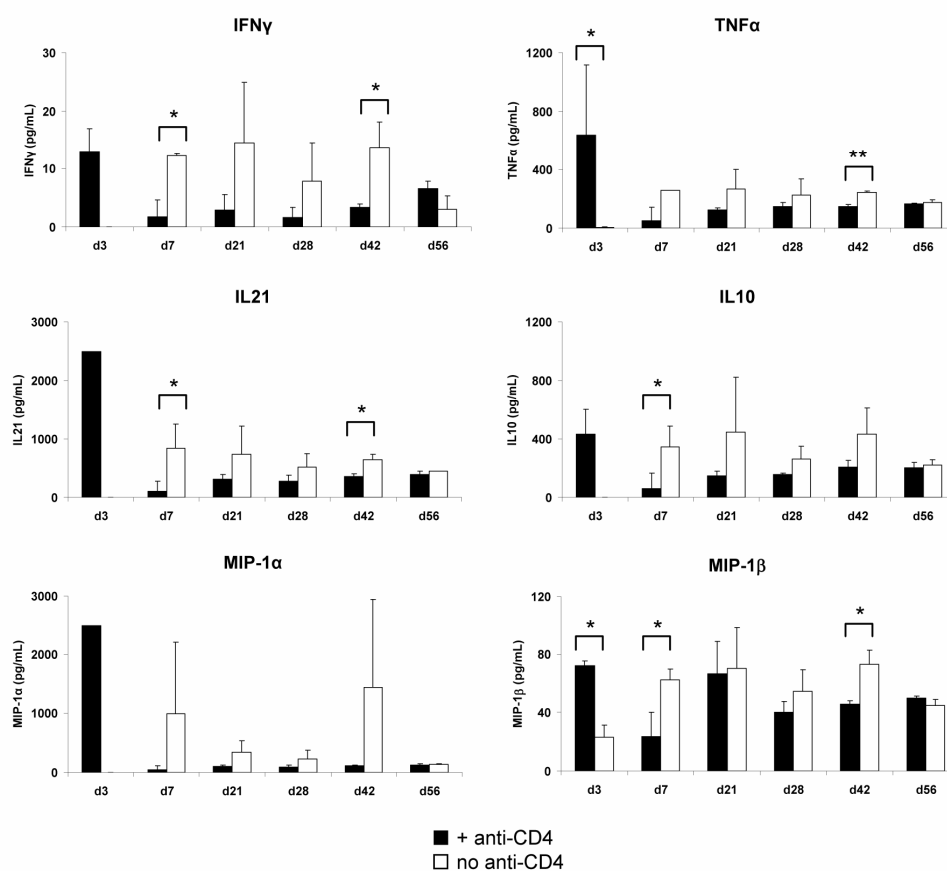 IFNγ
30
20
10
0
IFNγ (pg/mL)
*
*
d3 d7 d21 d28 d42 d56
TNFα
1200
800
400
0
TNFα (pg/mL)
*
**
d3 d7 d21 d28 d42 d56
IL21
3000
2000
1000
0
IL21 (pg/mL)
*
*
d3 d7 d21 d28 d42 d56
IL10
1200
800
400
0
IL10 (pg/mL)
*
d3 d7 d21 d28 d42 d56
MIP-1α
3000
2000
1000
0
MIP-1α (pg/mL)
d3 d7 d21 d28 d42 d56
MIP-1β
120
80
40
0
MIP-1β (pg/mL)
* * *
d3 d7 d21 d28 d42 d56
+ anti-CD4
no anti-CD4